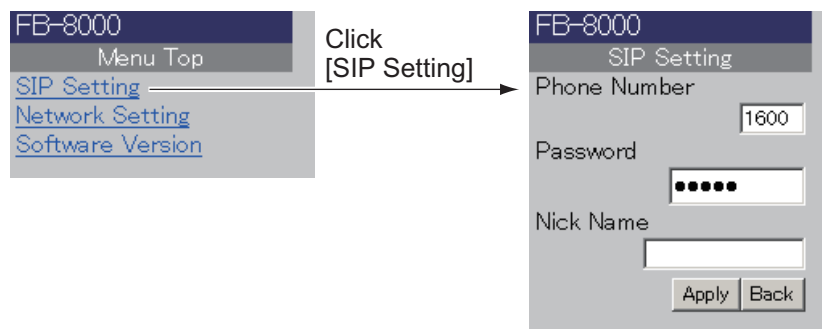 FB-8000
Menu Top
SIP Setting
Network Setting
Software Version
Click
[SIP Setting]
FB-8000
SIP Setting
Phone Number
1600
Password
●●●●●
Nick Name
Apply Back